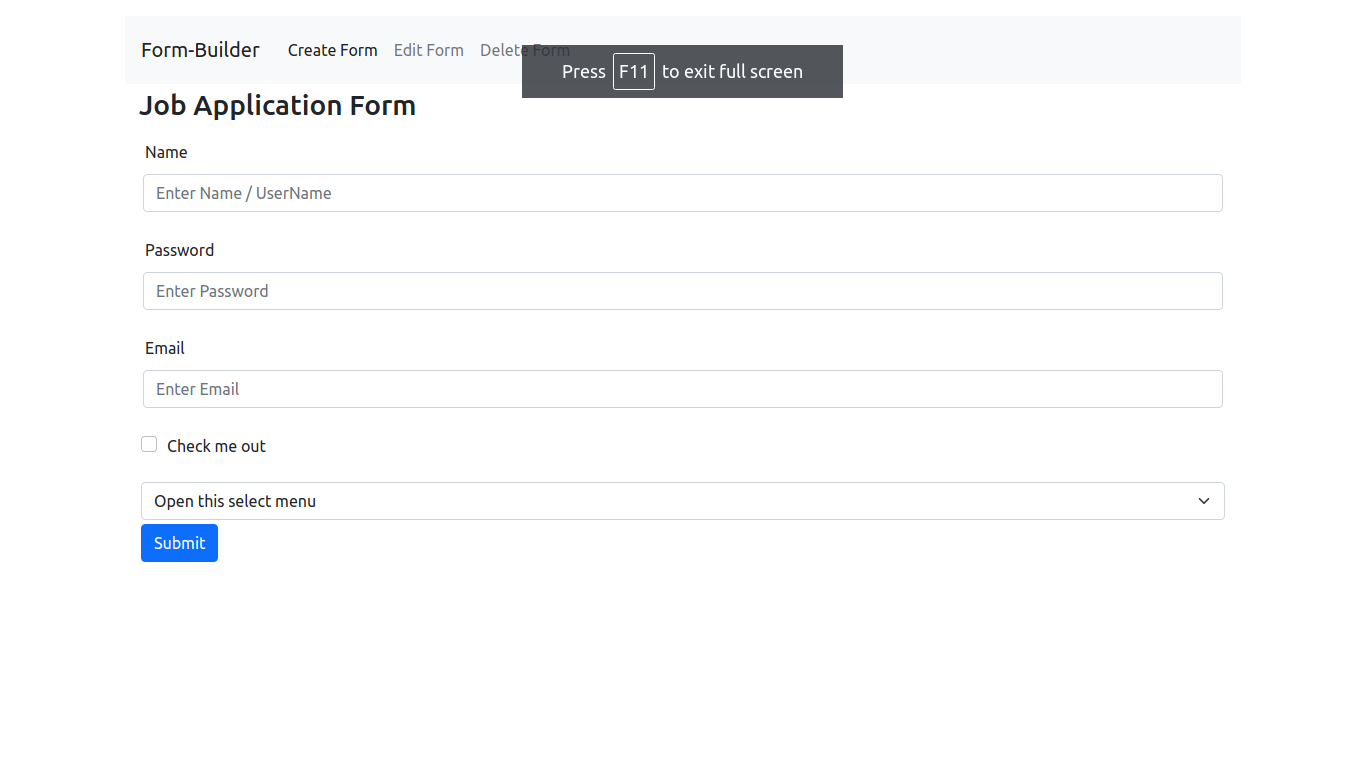 Form-Builder Create Form Edit Form Delete Form
Press F11 to exit full screen
Job Application Form
Name
Enter Name / UserName
Password
Enter Password
Email
Enter Email
Check me out
Open this select menu
Submit